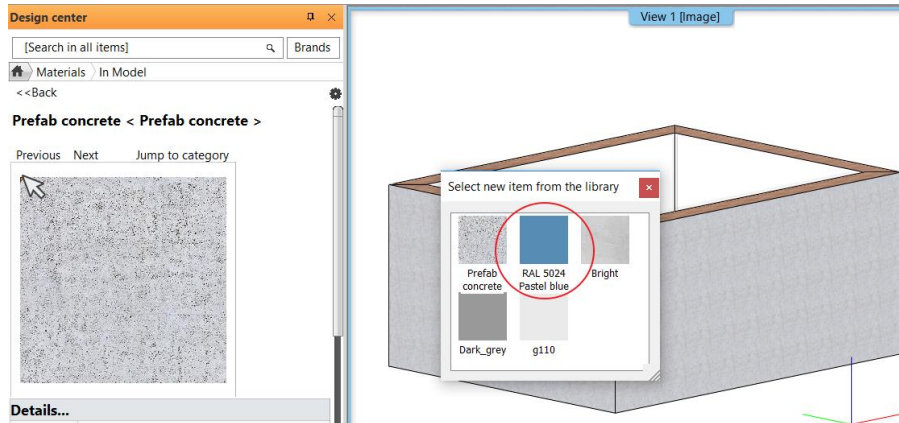 Design center
[Search in all items]
Brands
Materials
In Model
<<Back
Prefab concrete < Prefab concrete >
Previous
Next
Jump to category
Details...
View 1 [Image]
Select new item from the library
Prefab
concrete
RAL 5024
Pastel blue
Bright
Dark_grey
g110